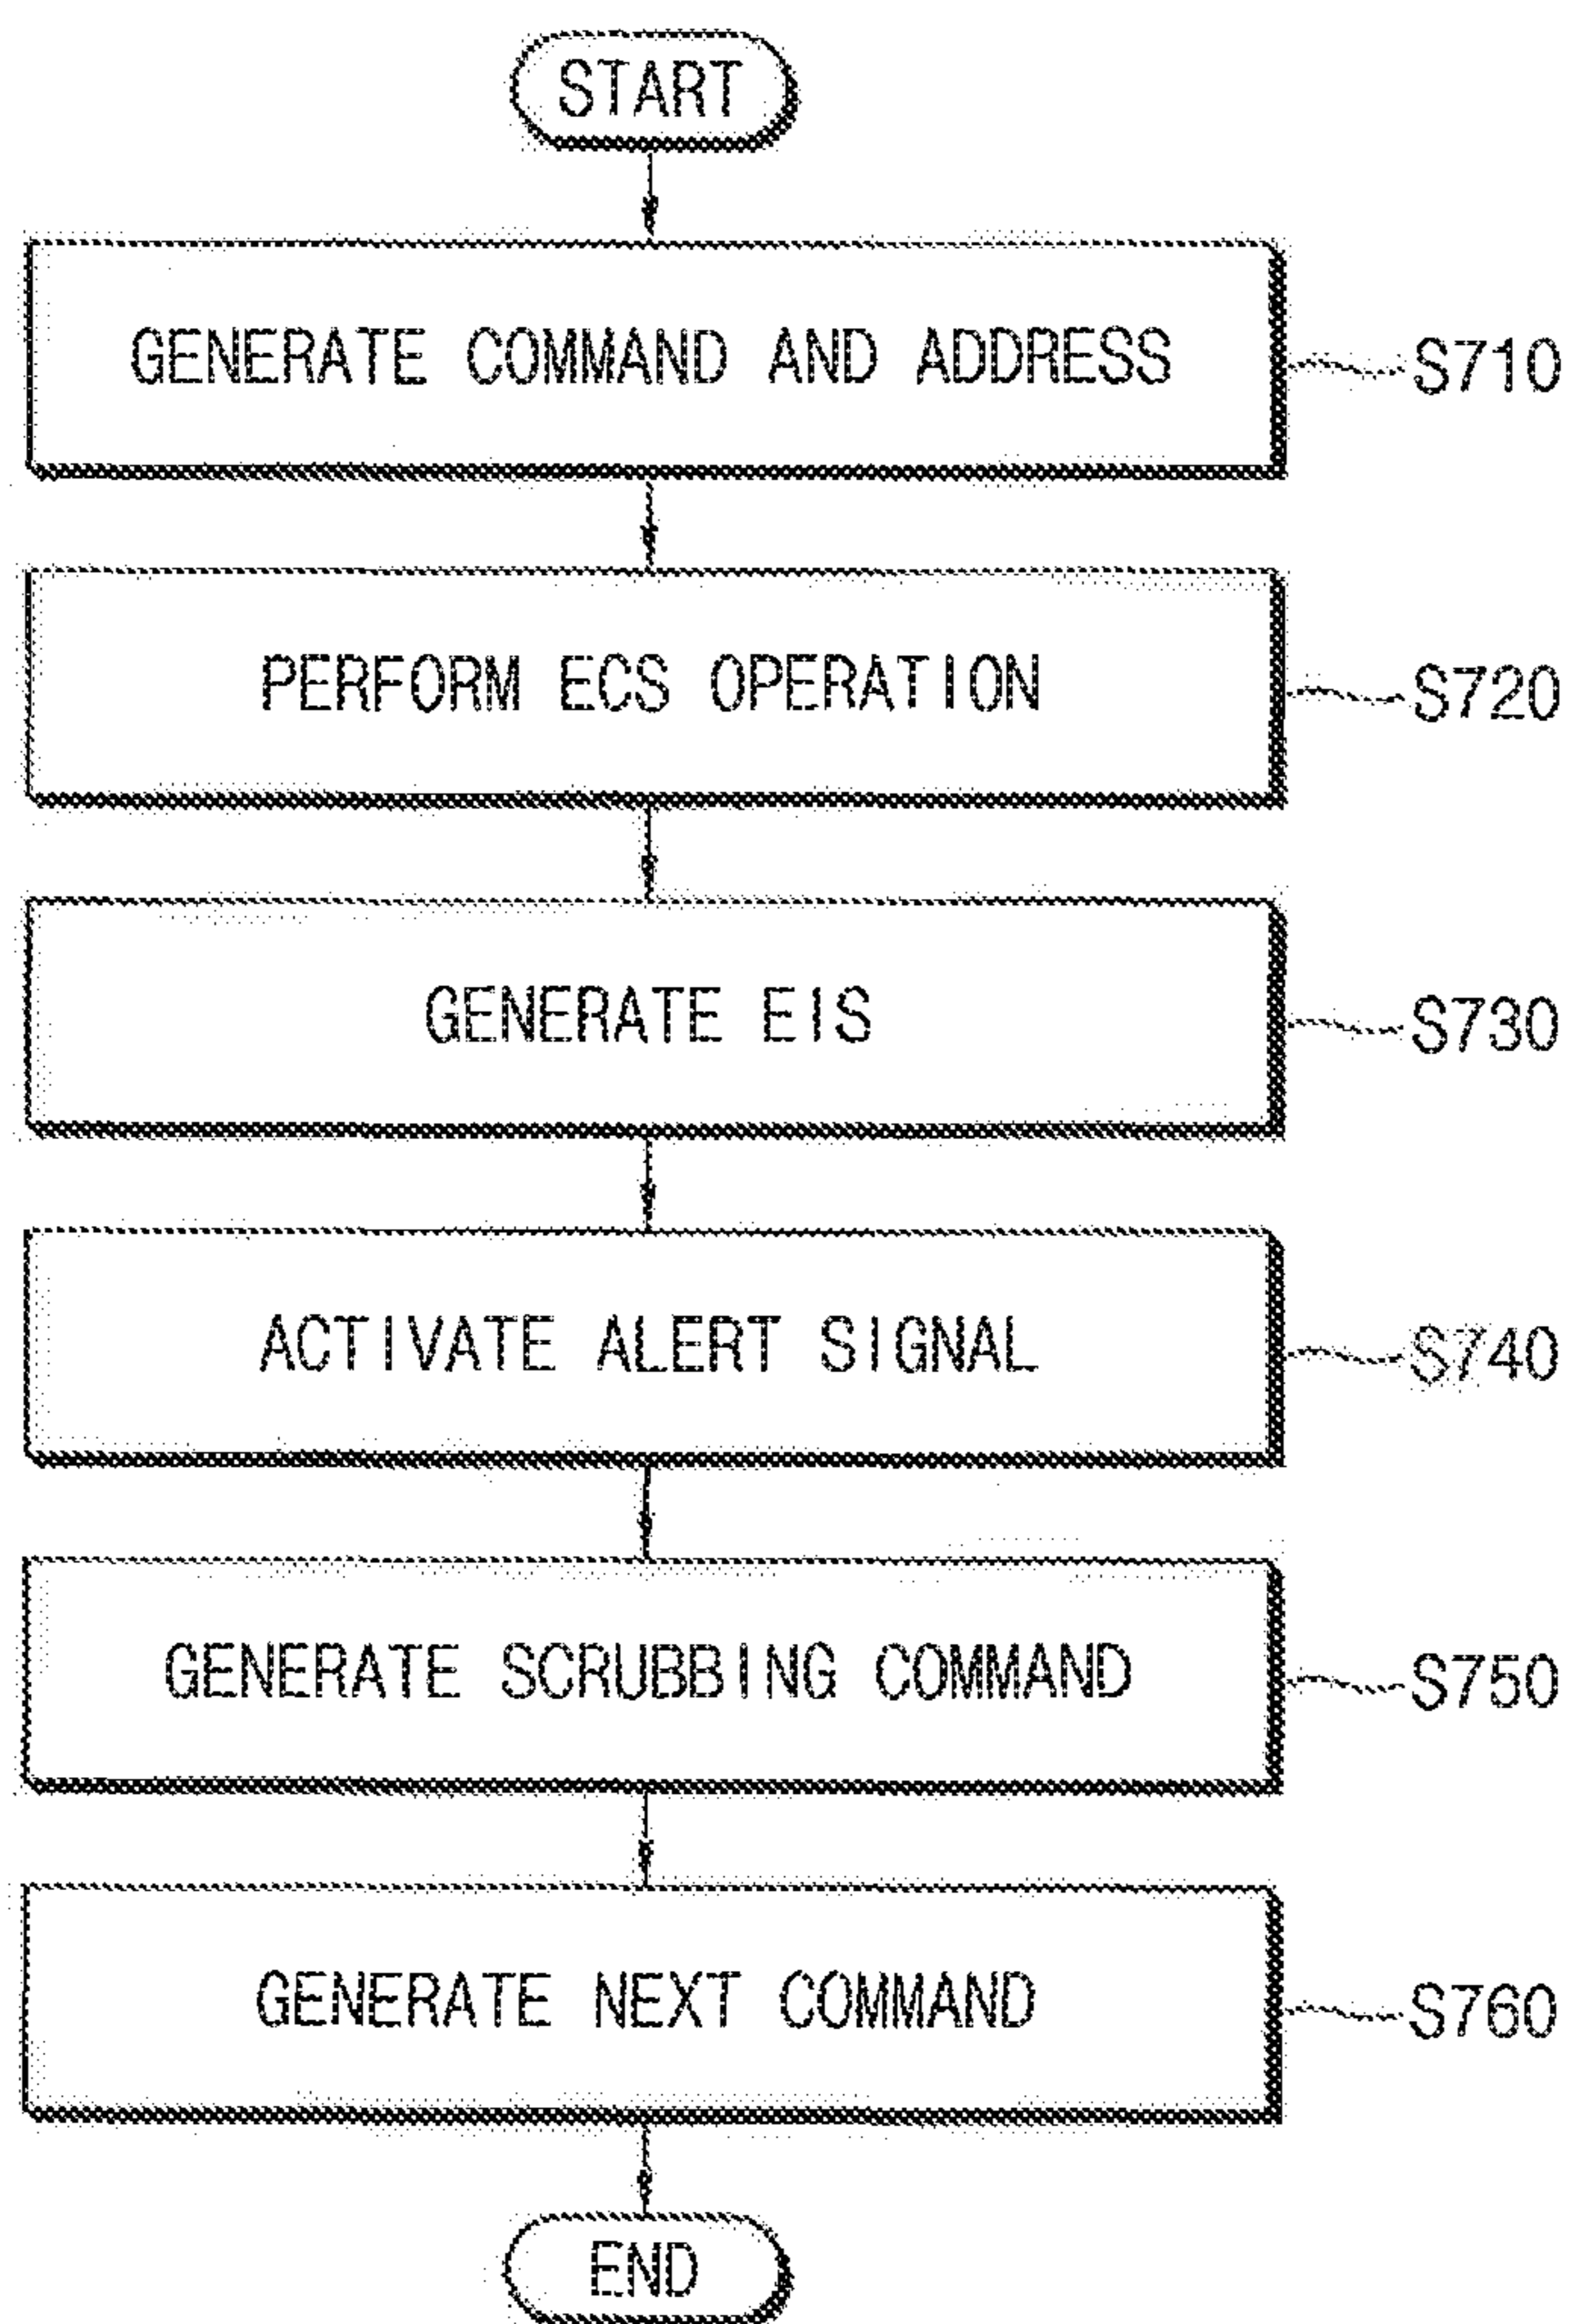 START
GENERATE COMMAND AND ADDRESS
S710
PERFORM ECS OPERATION
S720
GENERATE EIS
S730
ACTIVATE ALERT SIGNAL
S740
GENERATE SCRUBBING COMMAND
S750
GENERATE NEXT COMMAND
S760
END